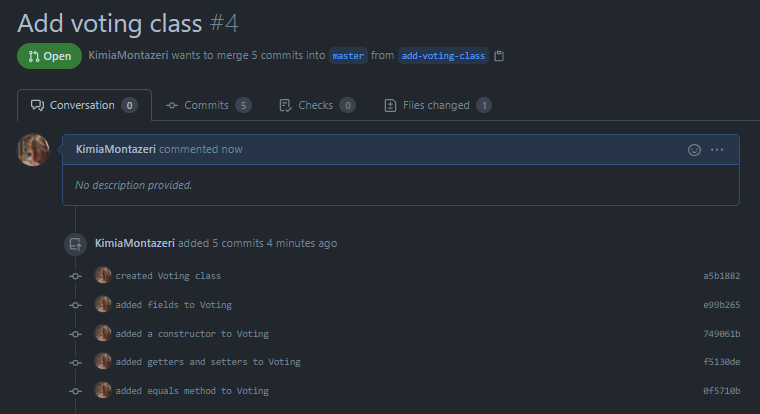 Add voting class #4
Open KimiaMontazeri wants to merge 5 commits into master from add-voting-class
Conversation 0 Commits 5 Checks 0 Files changed 1
KimiaMontazeri commented now
No description provided.
KimiaMontazeri added 5 commits 4 minutes ago
created Voting class a5b1882
added fields to Voting e99b265
added a constructor to Voting 749061b
added getters and setters to Voting f5130de
added equals method to Voting 0f5710b